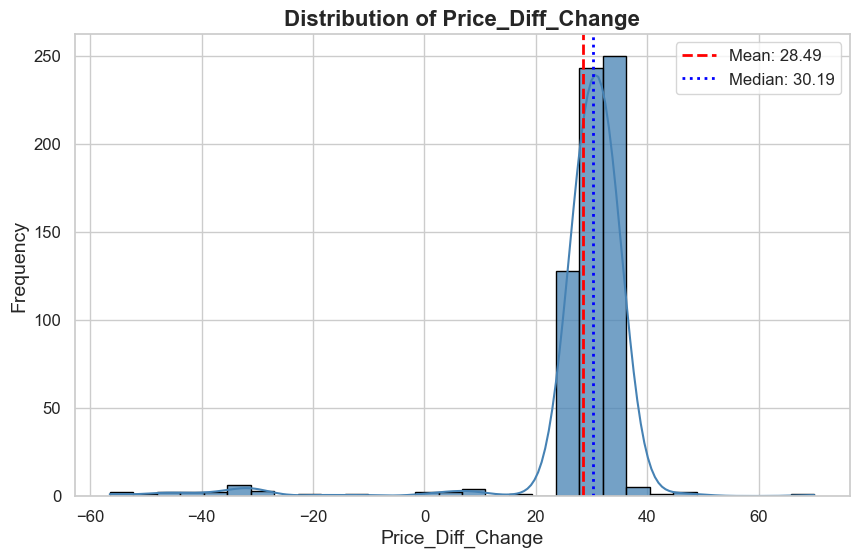 Distribution of Price_Diff_Change
Mean: 28.49
Median: 30.19
Frequency
250
200
150
100
50
0
−60 −40 −20 0 20 40 60
Price_Diff_Change